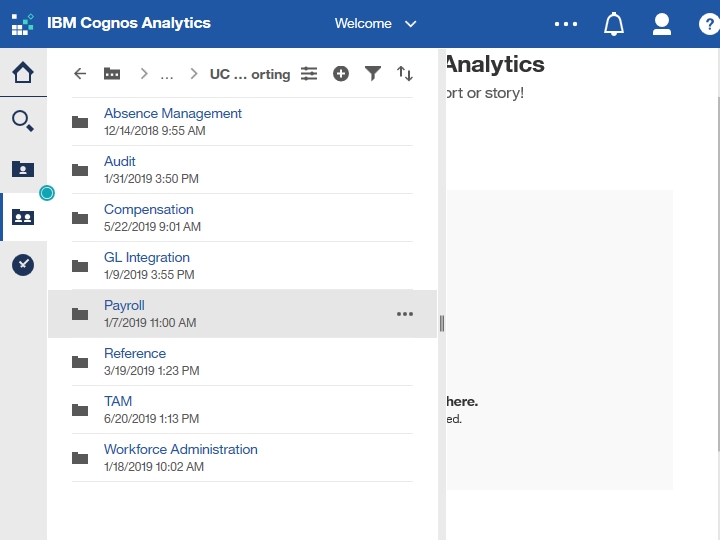 IBM Cognos Analytics
Welcome
?
... UC ... orting
Analytics
ort or story!
Absence Management
12/14/2018 9:55 AM
Audit
1/31/2019 3:50 PM
Compensation
5/22/2019 9:01 AM
GL Integration
1/9/2019 3:55 PM
Payroll
1/7/2019 11:00 AM
Reference
3/19/2019 1:23 PM
here.
TAM
6/20/2019 1:13 PM
ed.
Workforce Administration
1/18/2019 10:02 AM